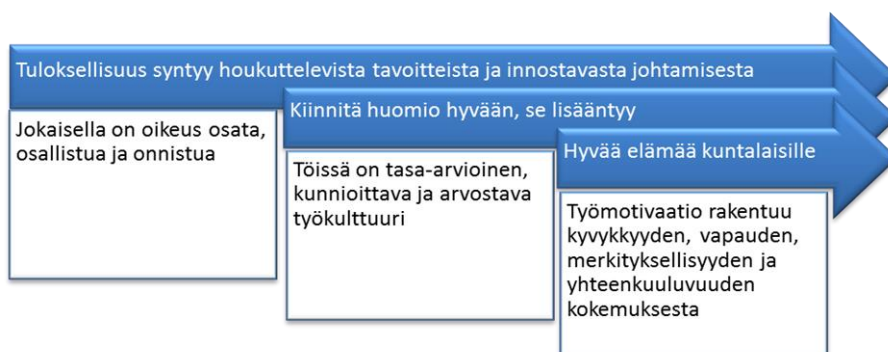 Tuloksellisuus syntyy houkuttelevista tavoitteista ja innostavasta johtamisesta
Jokaisella on oikeus osata,
osallistua ja onnistua
Kiinnitä huomio hyvään, se lisääntyy
Töissä on tasa-arvioinen,
kunnioittava ja arvostava
työkulttuuri
Hyvää elämää kuntalaisille
Työmotivaatio rakentuu
kyvykkyyden, vapauden,
merkityksellisyyden ja
yhteenkuuluvuuden
kokemuksesta